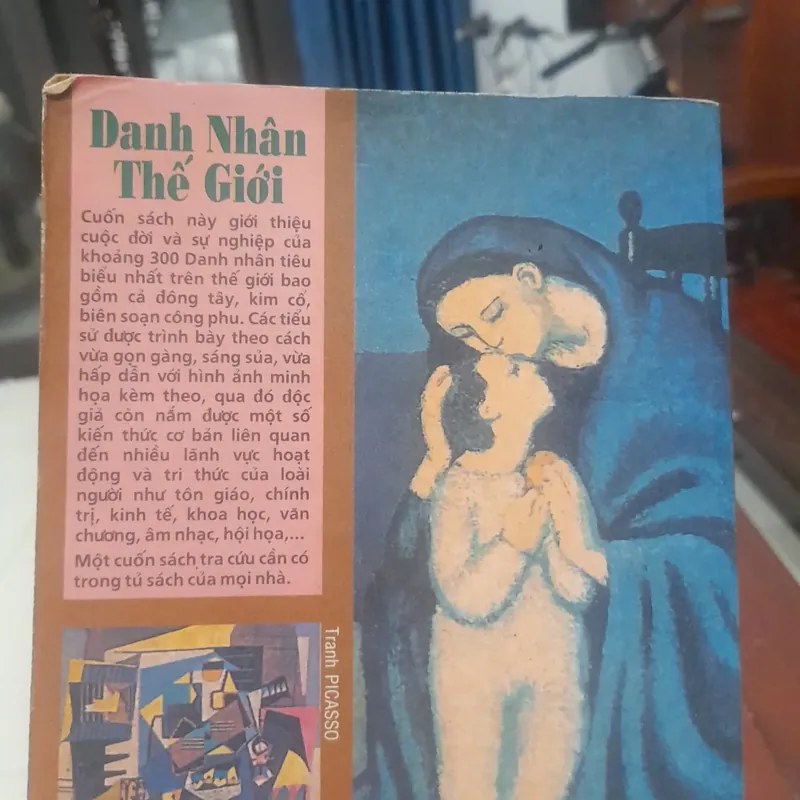 Danh Nhân
Thế Giới
Cuốn sách này giới thiệu
cuộc đời và sự nghiệp của
khoảng 300 Danh nhân tiêu
biểu nhất trên thế giới bao
gồm cả đông tây, kim cổ,
biên soạn công phu. Các tiểu
sử được trình bày theo cách
vừa gọn gàng, sáng sủa, vừa
hấp dẫn với hình ảnh minh
họa kèm theo, qua đó độc
giả còn nắm được một số
kiến thức cơ bản liên quan
đến nhiều lãnh vực hoạt
động và tri thức của loài
người như tôn giáo, chính
trị, kinh tế, khoa học, văn
chương, âm nhạc, hội họa,...
Một cuốn sách tra cứu cần có
trong tủ sách của mọi nhà.
Tranh PICASSO